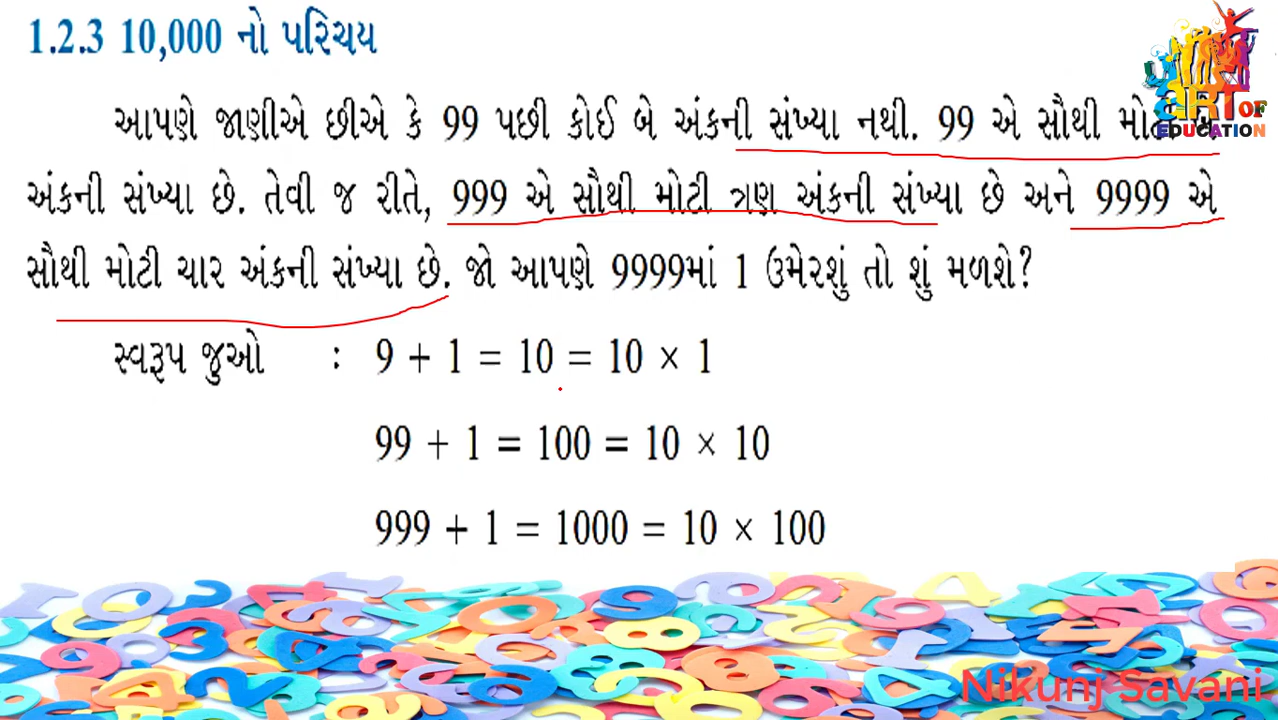 1.2.3 10,000 નો પરિચય
ART OF
EDUCATION
આપણે જાણીએ છીએ કે 99 પછી કોઈ બે અંકની સંખ્યા નથી. 99 એ સૌથી
અંકની સંખ્યા છે. તેવી જ રીતે, 999 એ સૌથી મોટી ત્રણ અંકની સંખ્યા છે અને 9999 એ
સૌથી મોટી ચાર અંકની સંખ્યા છે. જો આપણે 9999માં 1 ઉમેરશું તો શું મળશે?
સ્વરૂપ જુઓ : 9 + 1 = 10 = 10 × 1
99 + 1 = 100 = 10 × 10
999 + 1 = 1000 = 10 × 100
Nikunj Savani